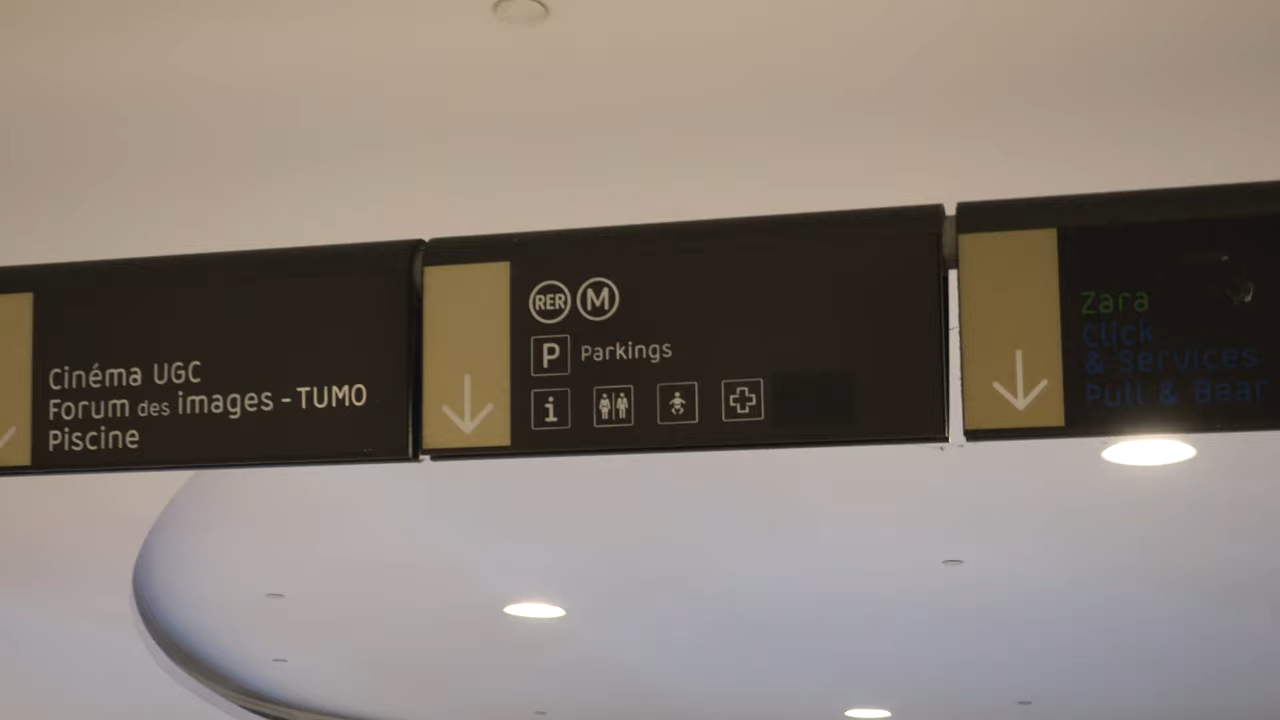 Cinéma UGC
Forum des images - TUMO
Piscine
RER M
P Parkings
i
Zara
Click
& Services
Pull & Bear